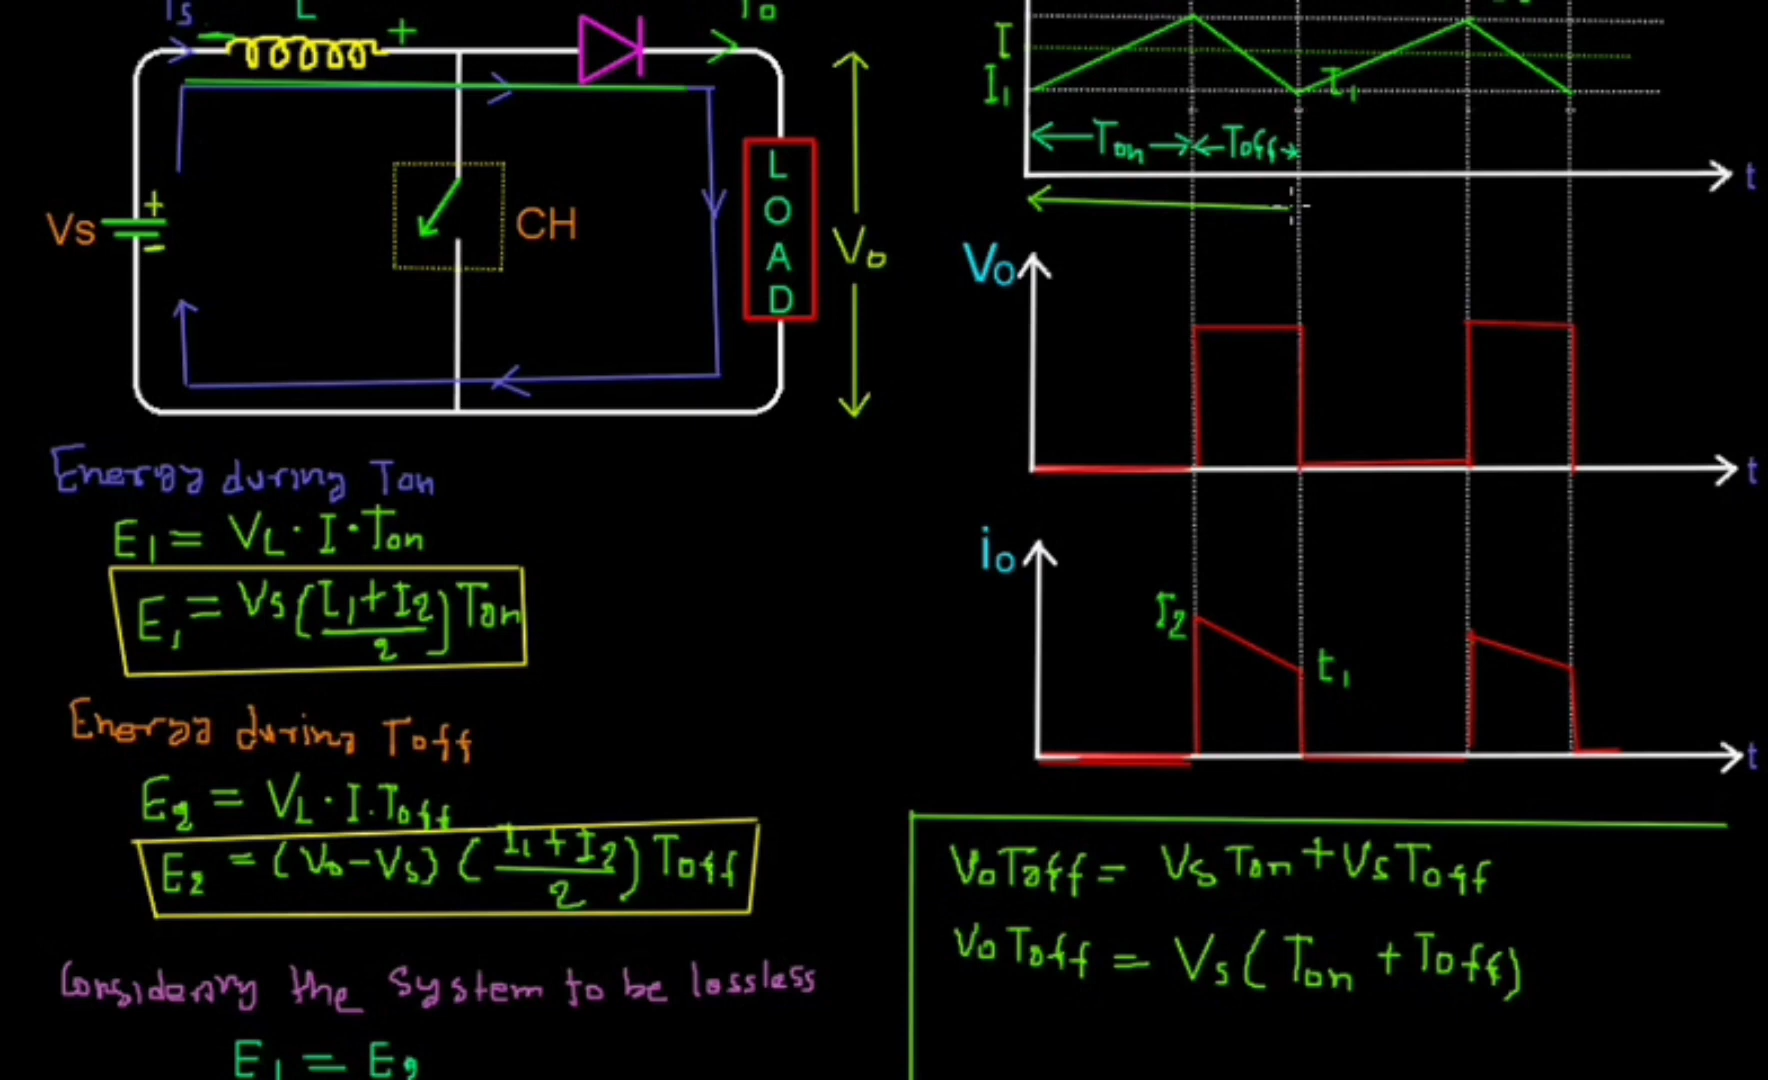 is L + io
- +
Vs + - CH LOAD Vo
Energy during Ton
E1 = VL · I · Ton
E1 = Vs (I1+I2)/2 Ton
Energy during Toff
E2 = VL · I . Toff
E2 = (Vo-Vs) (I1+I2)/2 Toff
Considering the system to be lossless
E1 = E2
I
I1 I1
Ton Toff
t
Vo
t
io
I2
t1
t
VoToff = VsTon + VsToff
VoToff = Vs(Ton + Toff)